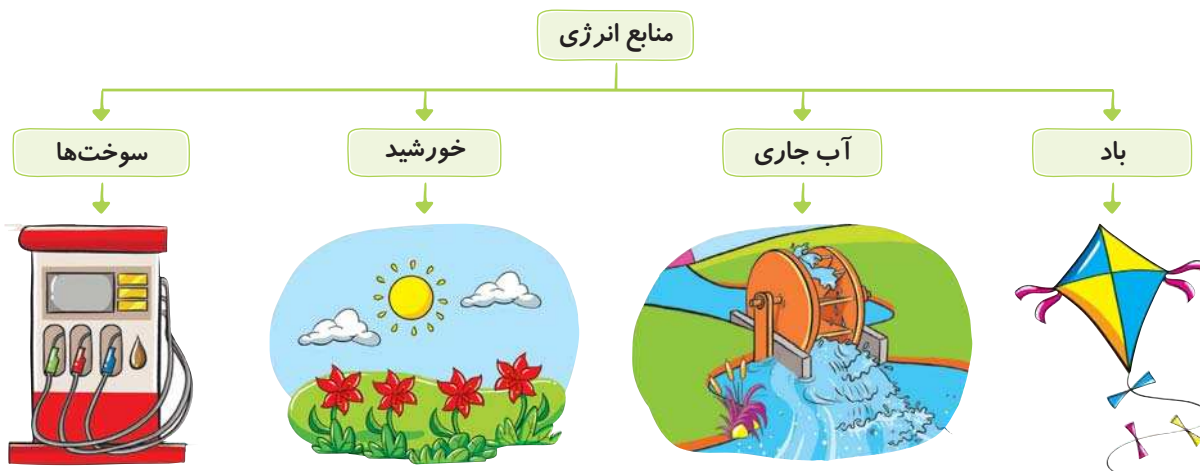 منابع انرژی
باد
آب جاری
خورشید
سوخت‌ها